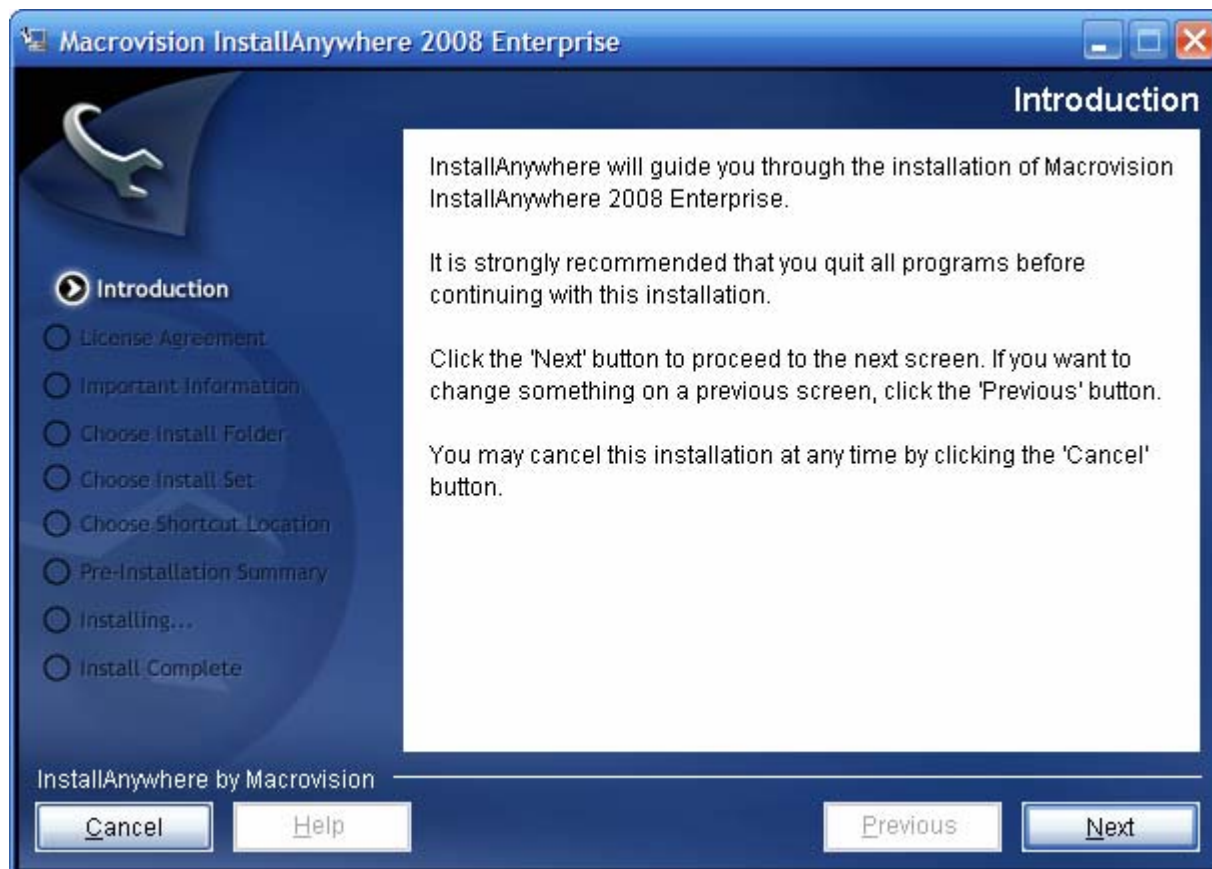 Macrovision InstallAnywhere 2008 Enterprise
Introduction
InstallAnywhere will guide you through the installation of Macrovision
InstallAnywhere 2008 Enterprise.
It is strongly recommended that you quit all programs before
continuing with this installation.
Click the 'Next' button to proceed to the next screen. If you want to
change something on a previous screen, click the 'Previous' button.
You may cancel this installation at any time by clicking the 'Cancel'
button.
Introduction
License Agreement
Important Information
Choose Install Folder
Choose Install Set
Choose Shortcut Location
Pre-Installation Summary
Installing...
Install Complete
InstallAnywhere by Macrovision
Cancel
Help
Previous
Next